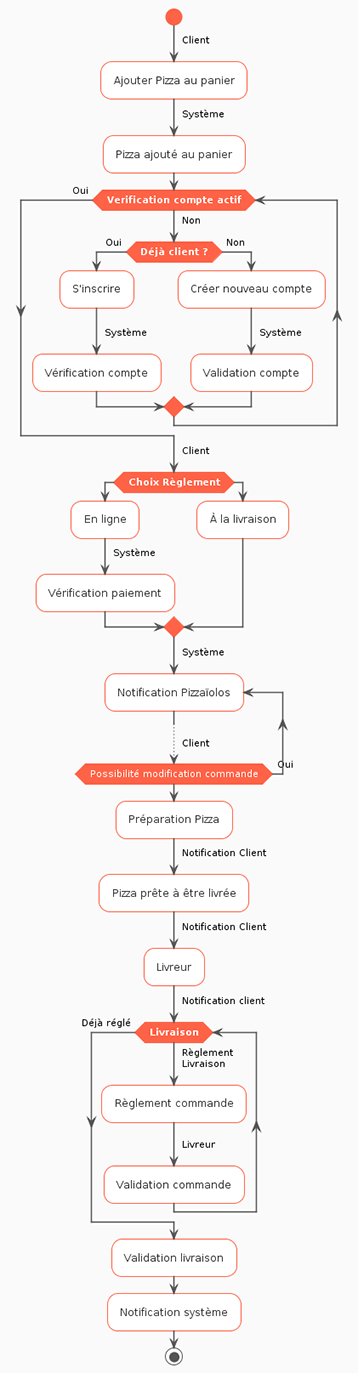 Client
Ajouter Pizza au panier
Système
Pizza ajouté au panier
Oui
Verification compte actif
Non
Oui
Déjà client ?
Non
S'inscrire
Créer nouveau compte
Système
Système
Vérification compte
Validation compte
Client
Choix Règlement
En ligne
À la livraison
Système
Vérification paiement
Système
Notification Pizzaïolos
Client
Oui
Possibilité modification commande
Préparation Pizza
Notification Client
Pizza prête à être livrée
Notification Client
Livreur
Notification client
Déjà réglé
Livraison
Règlement
Livraison
Règlement commande
Livreur
Validation commande
Validation livraison
Notification système